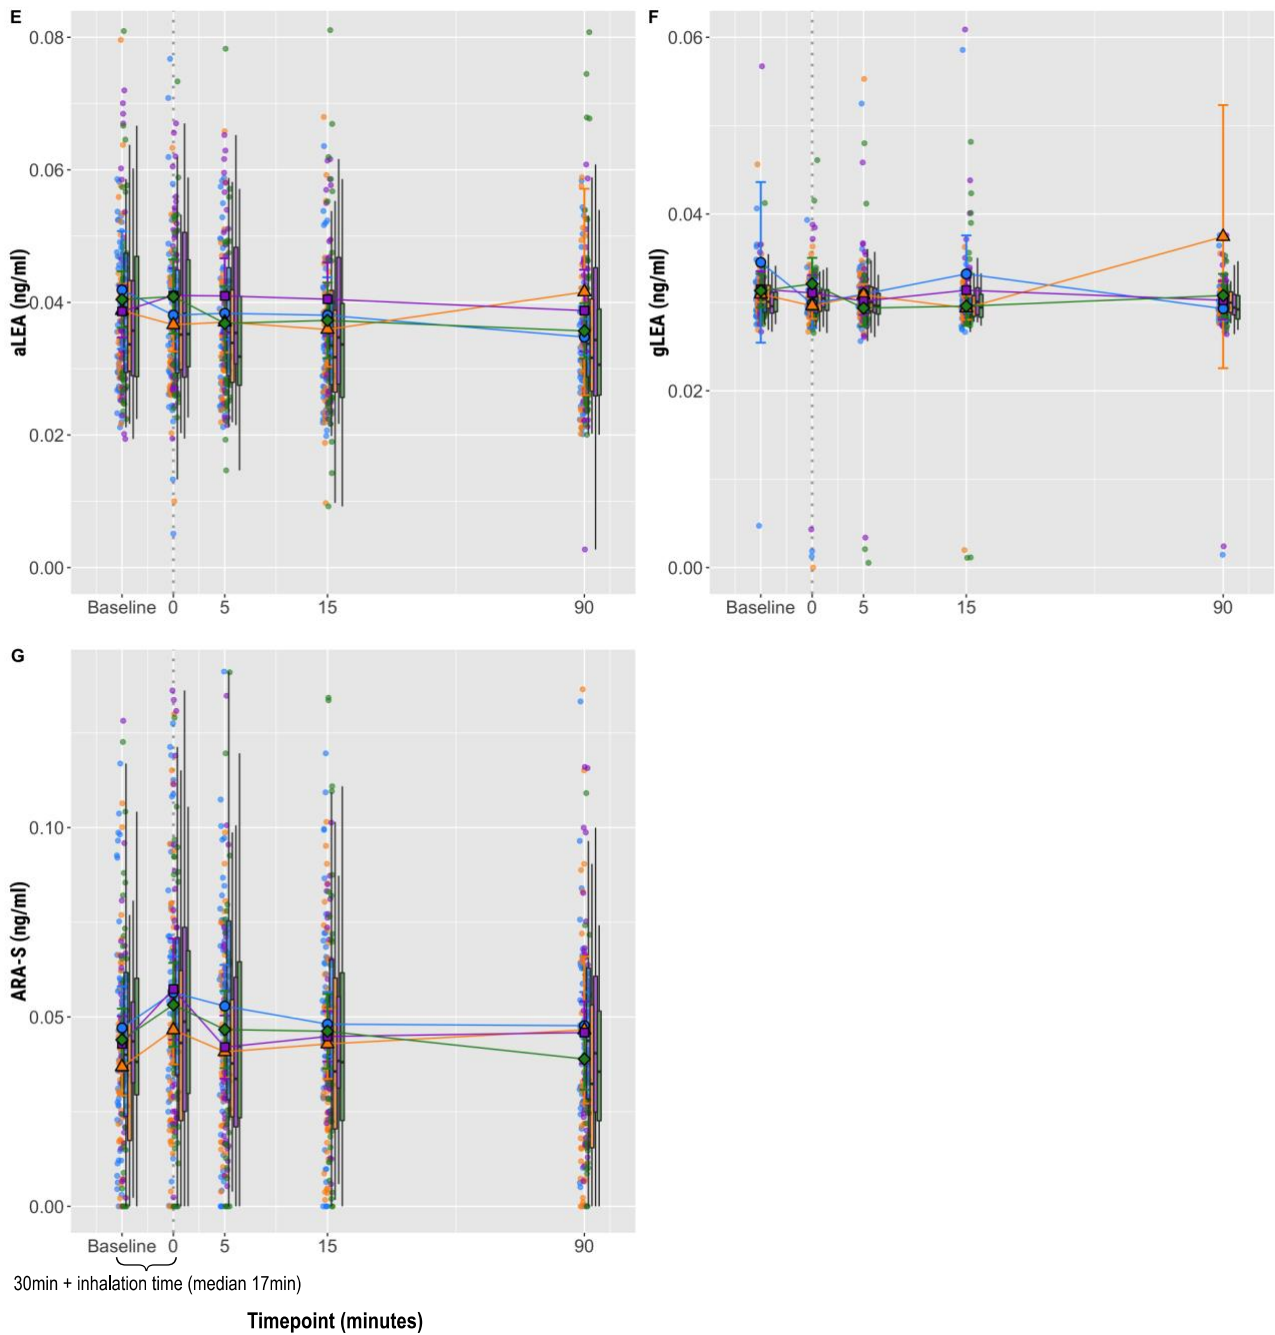 E
0.08
0.06
0.04
0.02
0.00
aLEA (ng/ml)
Baseline 0 5 15 90
F
0.06
0.04
0.02
0.00
gLEA (ng/ml)
Baseline 0 5 15 90
G
0.10
0.05
0.00
ARA-S (ng/ml)
Baseline 0 5 15 90
30min + inhalation time (median 17min)
Timepoint (minutes)